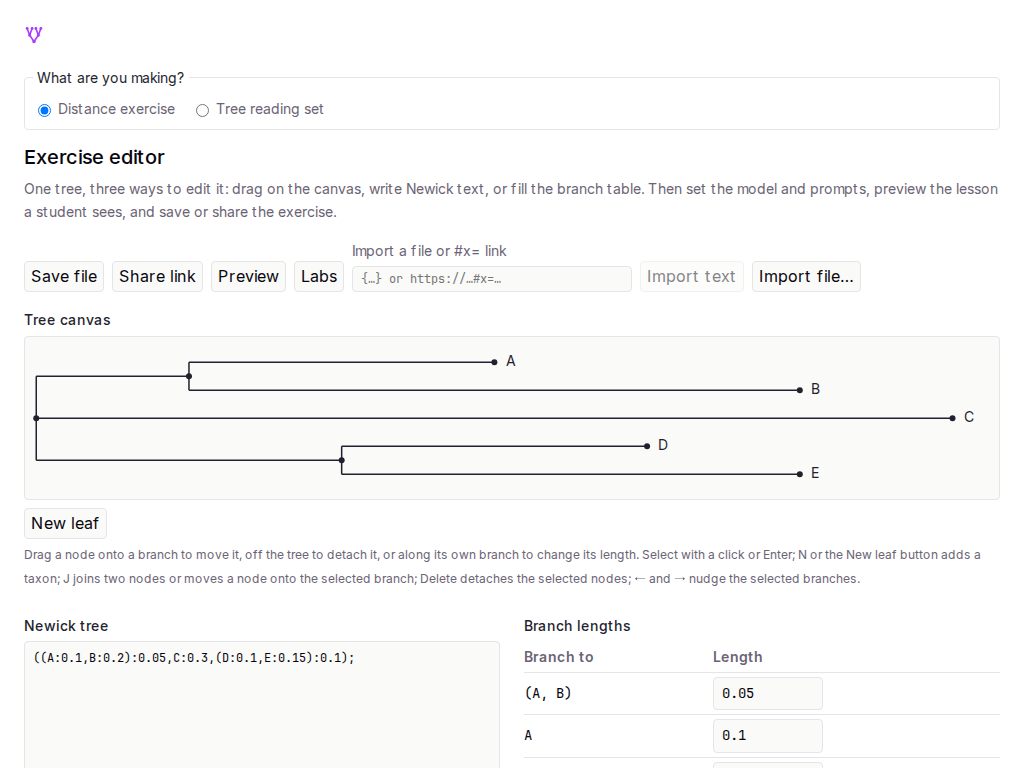 What are you making?
Distance exercise
Tree reading set
Exercise editor
One tree, three ways to edit it: drag on the canvas, write Newick text, or fill the branch table. Then set the model and prompts, preview the lesson
a student sees, and save or share the exercise.
Import a file or #x= link
Save file
Share link
Preview
Labs
{…} or https://…#x=…
Import text
Import file…
Tree canvas
A
B
C
D
E
New leaf
Drag a node onto a branch to move it, off the tree to detach it, or along its own branch to change its length. Select with a click or Enter; N or the New leaf button adds a
taxon; J joins two nodes or moves a node onto the selected branch; Delete detaches the selected nodes; ← and → nudge the selected branches.
Newick tree
((A:0.1,B:0.2):0.05,C:0.3,(D:0.1,E:0.15):0.1);
Branch lengths
Branch to
Length
(A, B)
0.05
A
0.1